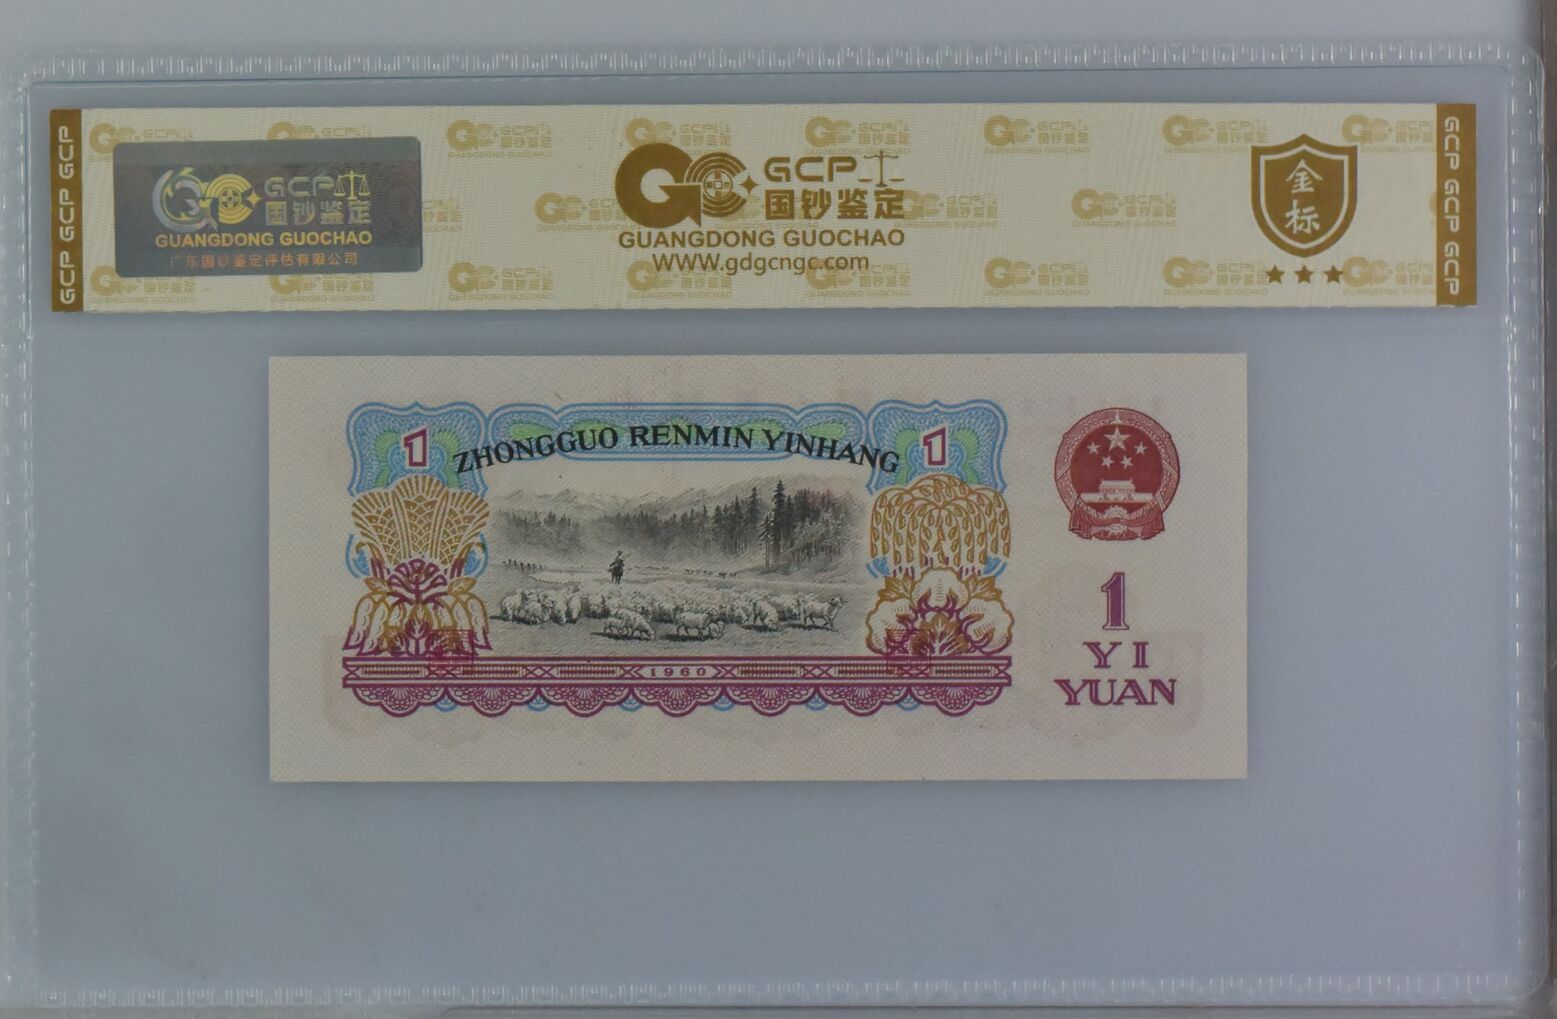 GCP GCP GCP
GCP
国钞鉴定
GUANGDONG GUOCHAO
广东国钞鉴定评估有限公司
GCP
国钞鉴定
GUANGDONG GUOCHAO
WWW.gdgcngc.com
金
标
GCP GCP GCP
1
ZHONGGUO RENMIN YINHANG
1
1960
1
YI
YUAN